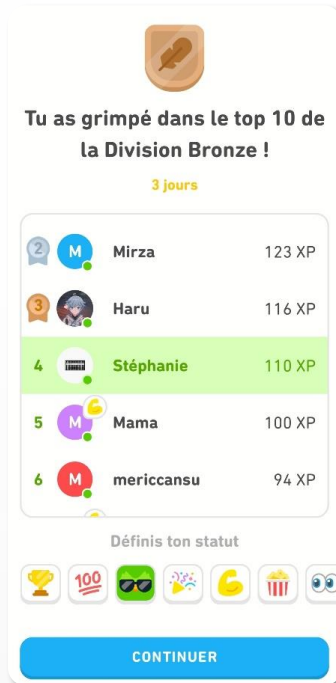 Tu as grimpé dans le top 10 de
la Division Bronze !
3 jours
2 M Mirza 123 XP
3 Haru 116 XP
4 Stéphanie 110 XP
5 M Mama 100 XP
6 M mericcansu 94 XP
Définis ton statut
100
CONTINUER